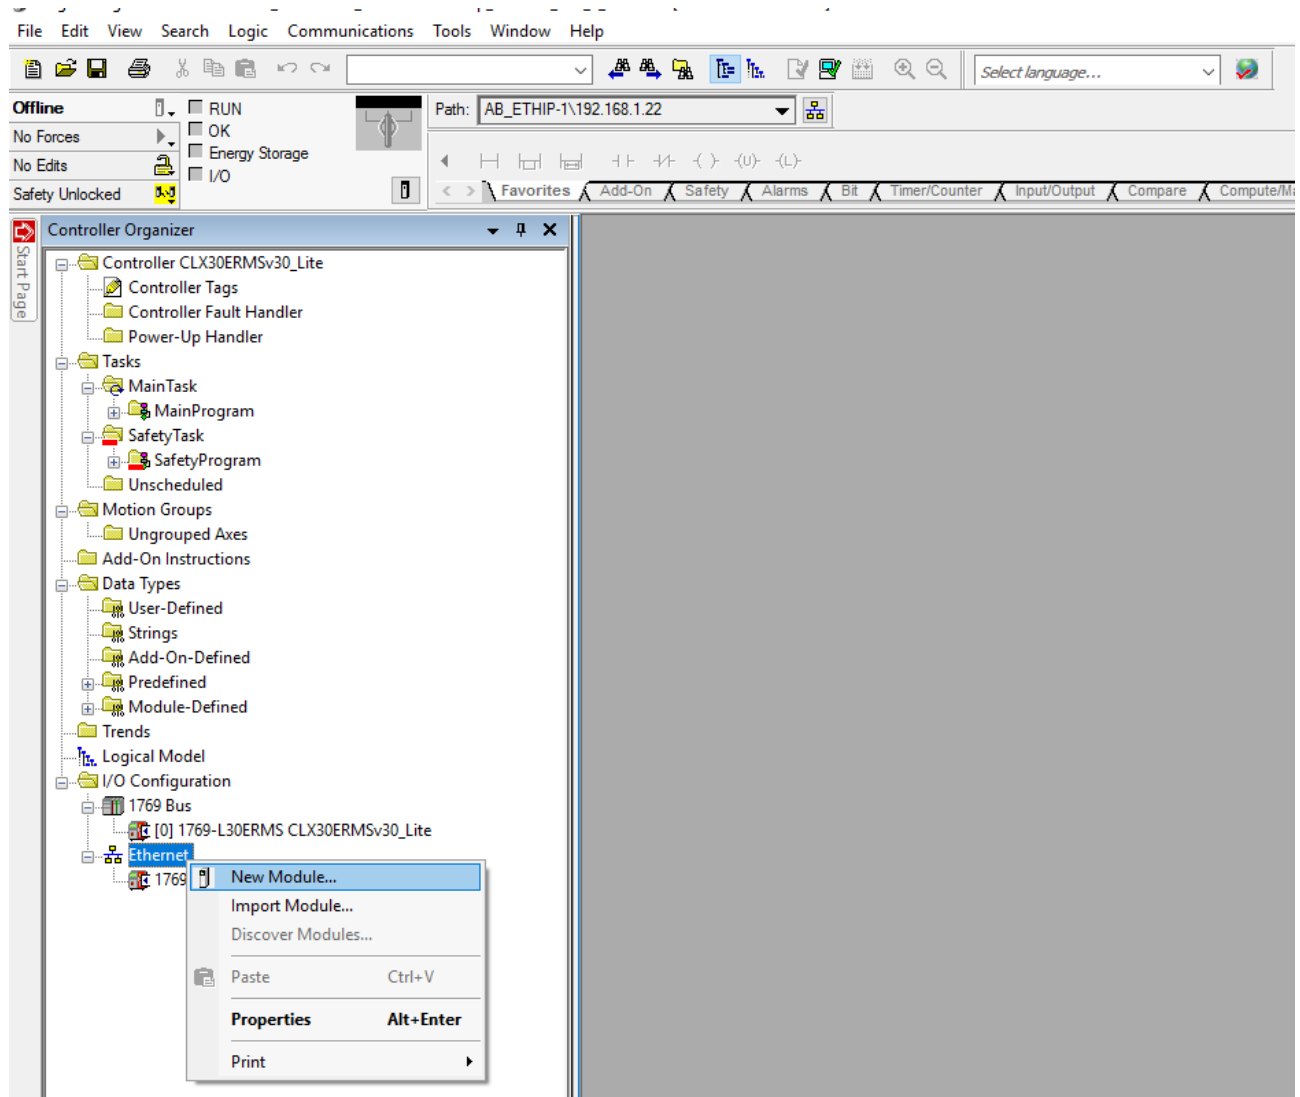 File Edit View Search Logic Communications Tools Window Help
Select language...
Offline
RUN
Path: AB_ETHIP-1\192.168.1.22
No Forces
OK
No Edits
Energy Storage
Safety Unlocked
I/O
Favorites Add-On Safety Alarms Bit Timer/Counter Input/Output Compare
Start Page
Controller Organizer
Controller CLX30ERMSv30_Lite
Controller Tags
Controller Fault Handler
Power-Up Handler
Tasks
MainTask
MainProgram
SafetyTask
SafetyProgram
Unscheduled
Motion Groups
Ungrouped Axes
Add-On Instructions
Data Types
User-Defined
Strings
Add-On-Defined
Predefined
Module-Defined
Trends
Logical Model
I/O Configuration
1769 Bus
[0] 1769-L30ERMS CLX30ERMSv30_Lite
Ethernet
1769
New Module...
Import Module...
Discover Modules...
Paste Ctrl+V
Properties Alt+Enter
Print